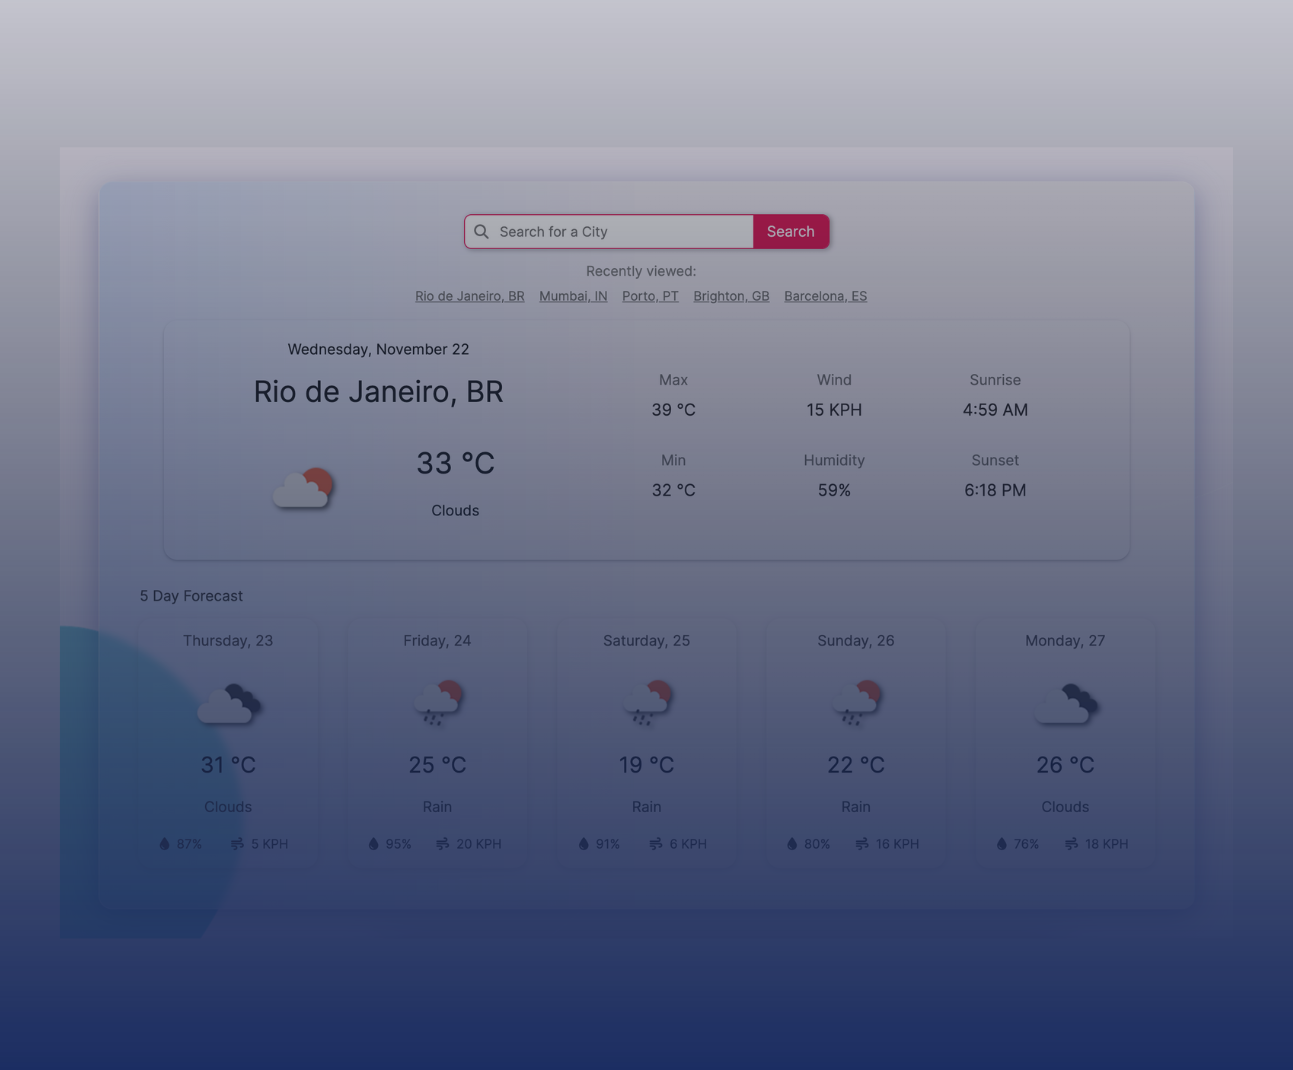 Search for a City Search
Recently viewed:
Rio de Janeiro, BR Mumbai, IN Porto, PT Brighton, GB Barcelona, ES
Wednesday, November 22
Rio de Janeiro, BR
33 °C
Clouds
Max Wind Sunrise
39 °C 15 KPH 4:59 AM
Min Humidity Sunset
32 °C 59% 6:18 PM
5 Day Forecast
Thursday, 23 Friday, 24 Saturday, 25 Sunday, 26 Monday, 27
31 °C 25 °C 19 °C 22 °C 26 °C
Clouds Rain Rain Rain Clouds
87% 5 KPH 95% 20 KPH 91% 6 KPH 80% 16 KPH 76% 18 KPH